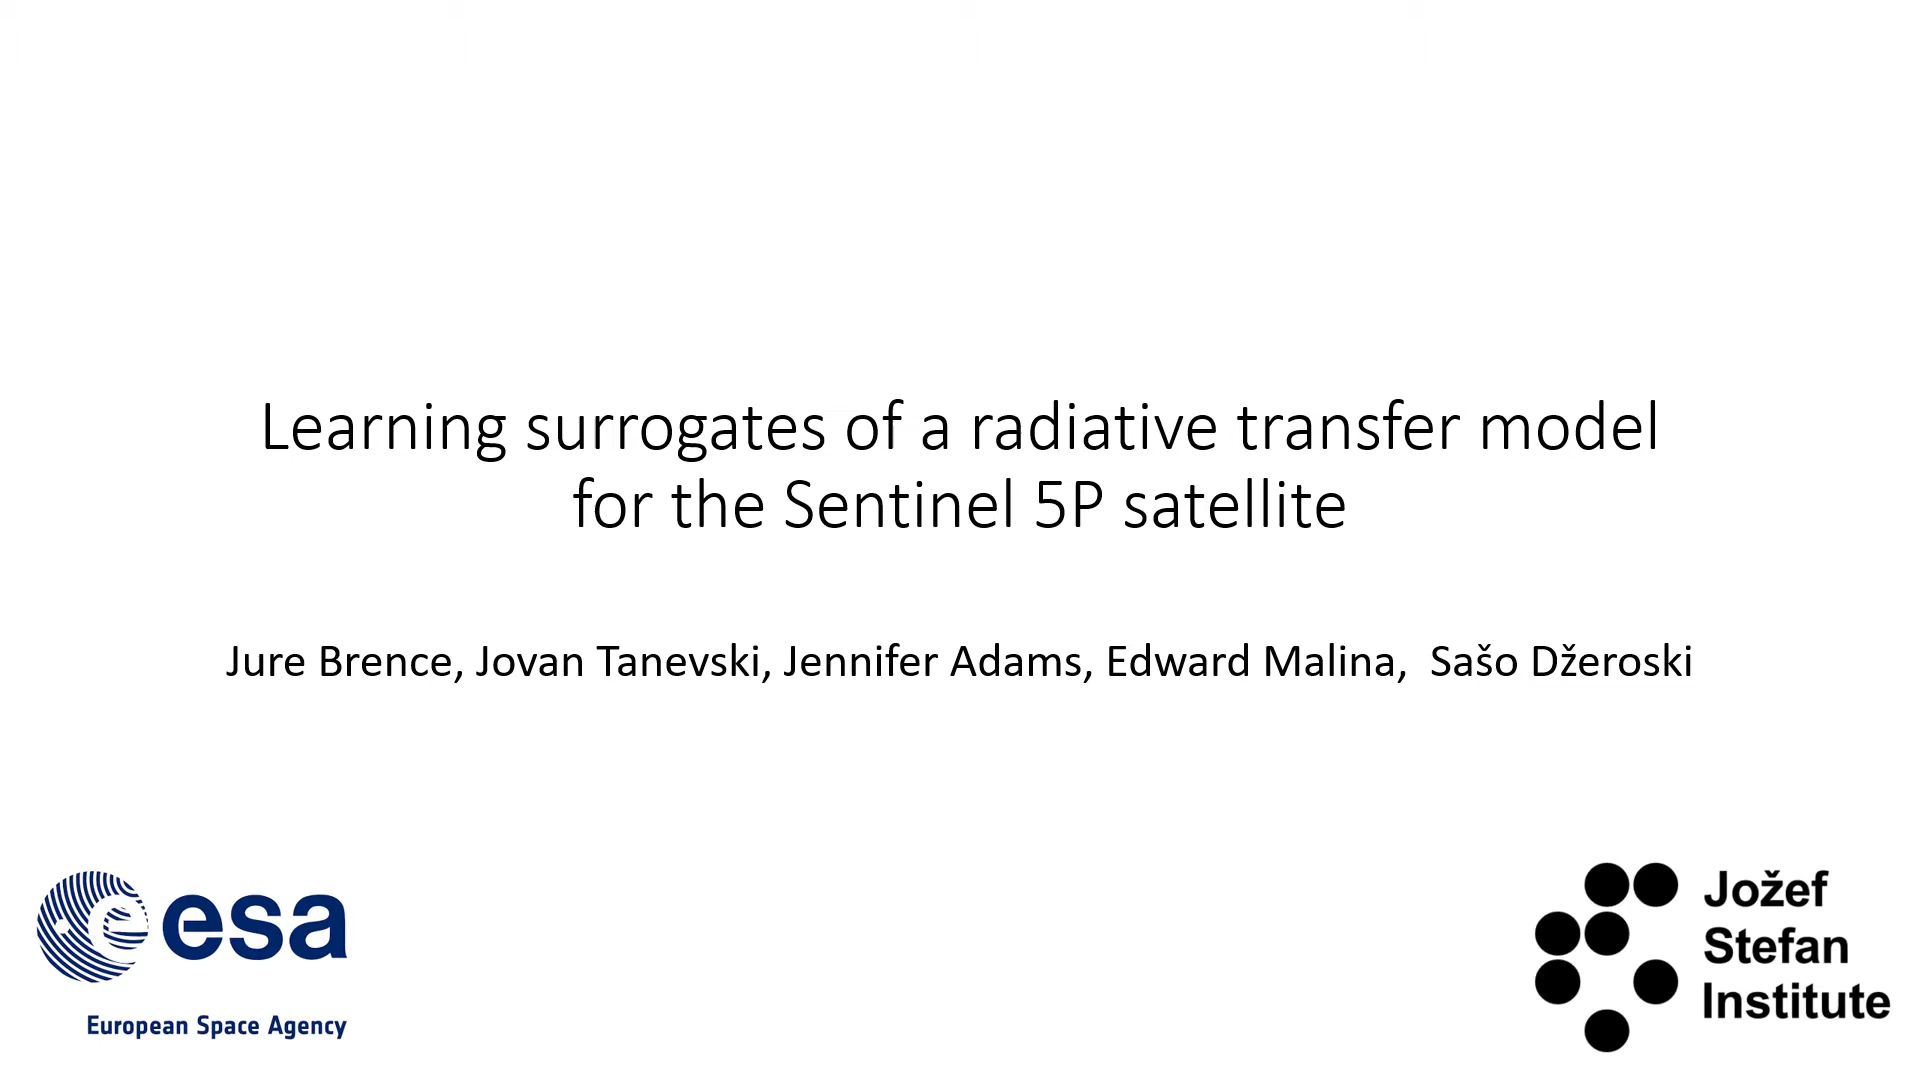 Learning surrogates of a radiative transfer model
for the Sentinel 5P satellite
Jure Brence, Jovan Tanevski, Jennifer Adams, Edward Malina, Sašo Džeroski
esa
European Space Agency
Jožef
Stefan
Institute